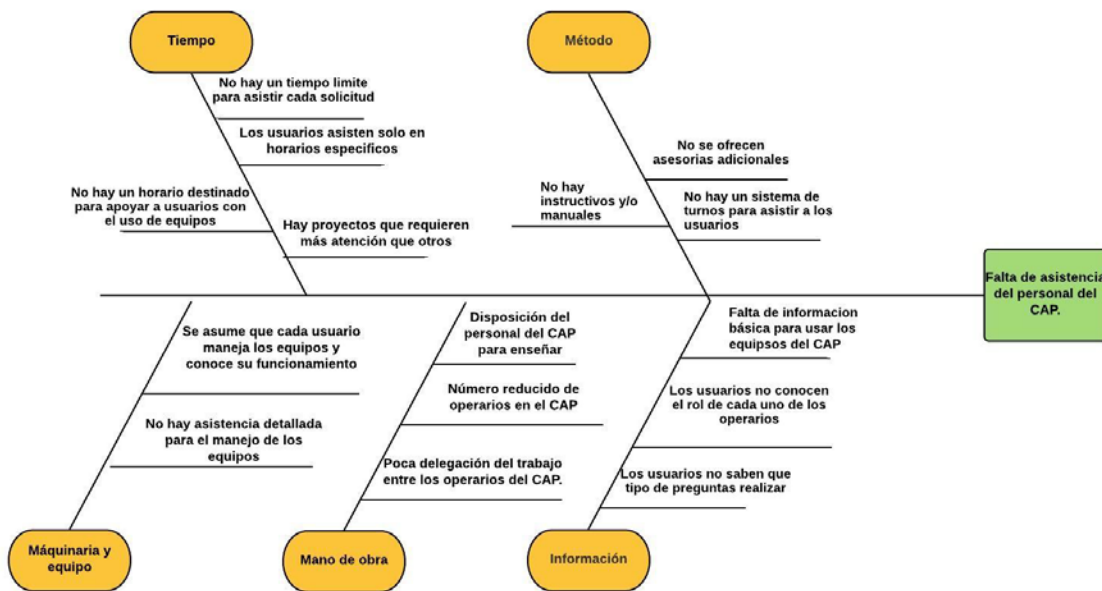 Tiempo
Método
No hay un tiempo limite
para asistir cada solicitud
Los usuarios asisten solo en
horarios especificos
No hay un horario destinado
para apoyar a usuarios con
el uso de equipos
Hay proyectos que requieren
más atención que otros
No se ofrecen
asesorias adicionales
No hay
instructivos y/o
manuales
No hay un sistema de
turnos para asistir a los
usuarios
Falta de asistencia
del personal del
CAP.
Se asume que cada usuario
maneja los equipos y
conoce su funcionamiento
No hay asistencia detallada
para el manejo de los
equipos
Disposición del
personal del CAP
para enseñar
Número reducido de
operarios en el CAP
Poca delegación del trabajo
entre los operarios del CAP.
Falta de informacion
básica para usar los
equipsos del CAP
Los usuarios no conocen
el rol de cada uno de los
operarios
Los usuarios no saben que
tipo de preguntas realizar
Máquinaria y
equipo
Mano de obra
Información